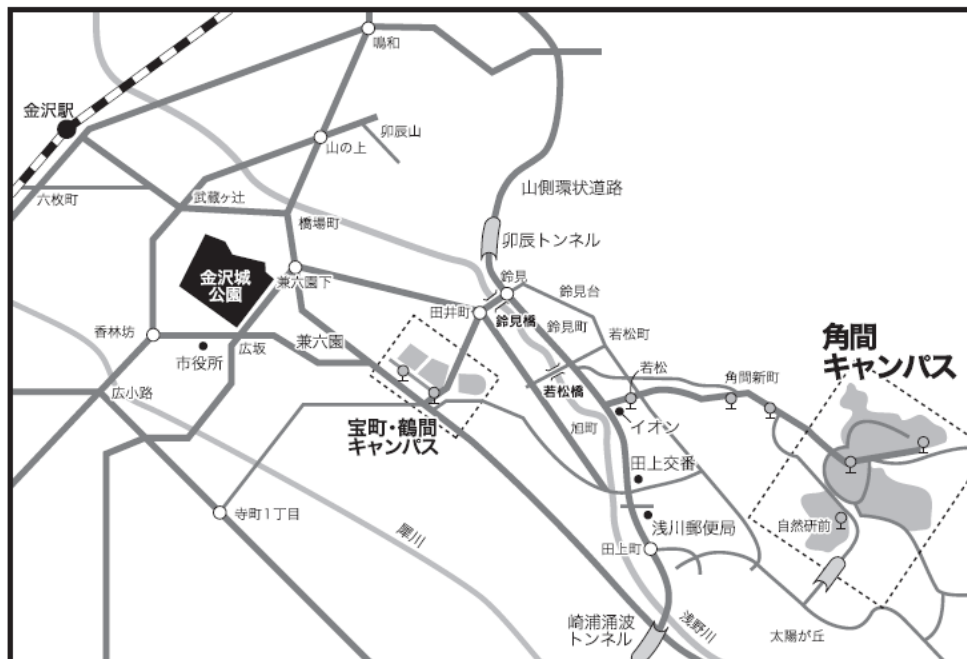 鳴和
金沢駅
卯辰山
山の上
山側環状道路
六枚町
武蔵ヶ辻
橋場町
卯辰トンネル
金沢城
公園
兼六園下
鈴見
鈴見台
田井町
鈴見橋
鈴見町
若松町
香林坊
市役所
広坂
兼六園
角間
キャンパス
若松
角間新町
広小路
若松橋
宝町・鶴間
キャンパス
旭町
イオン
田上交番
寺町1丁目
犀川
浅川郵便局
自然研前
田上町
崎浦涌波
トンネル
浅野川
太陽が丘